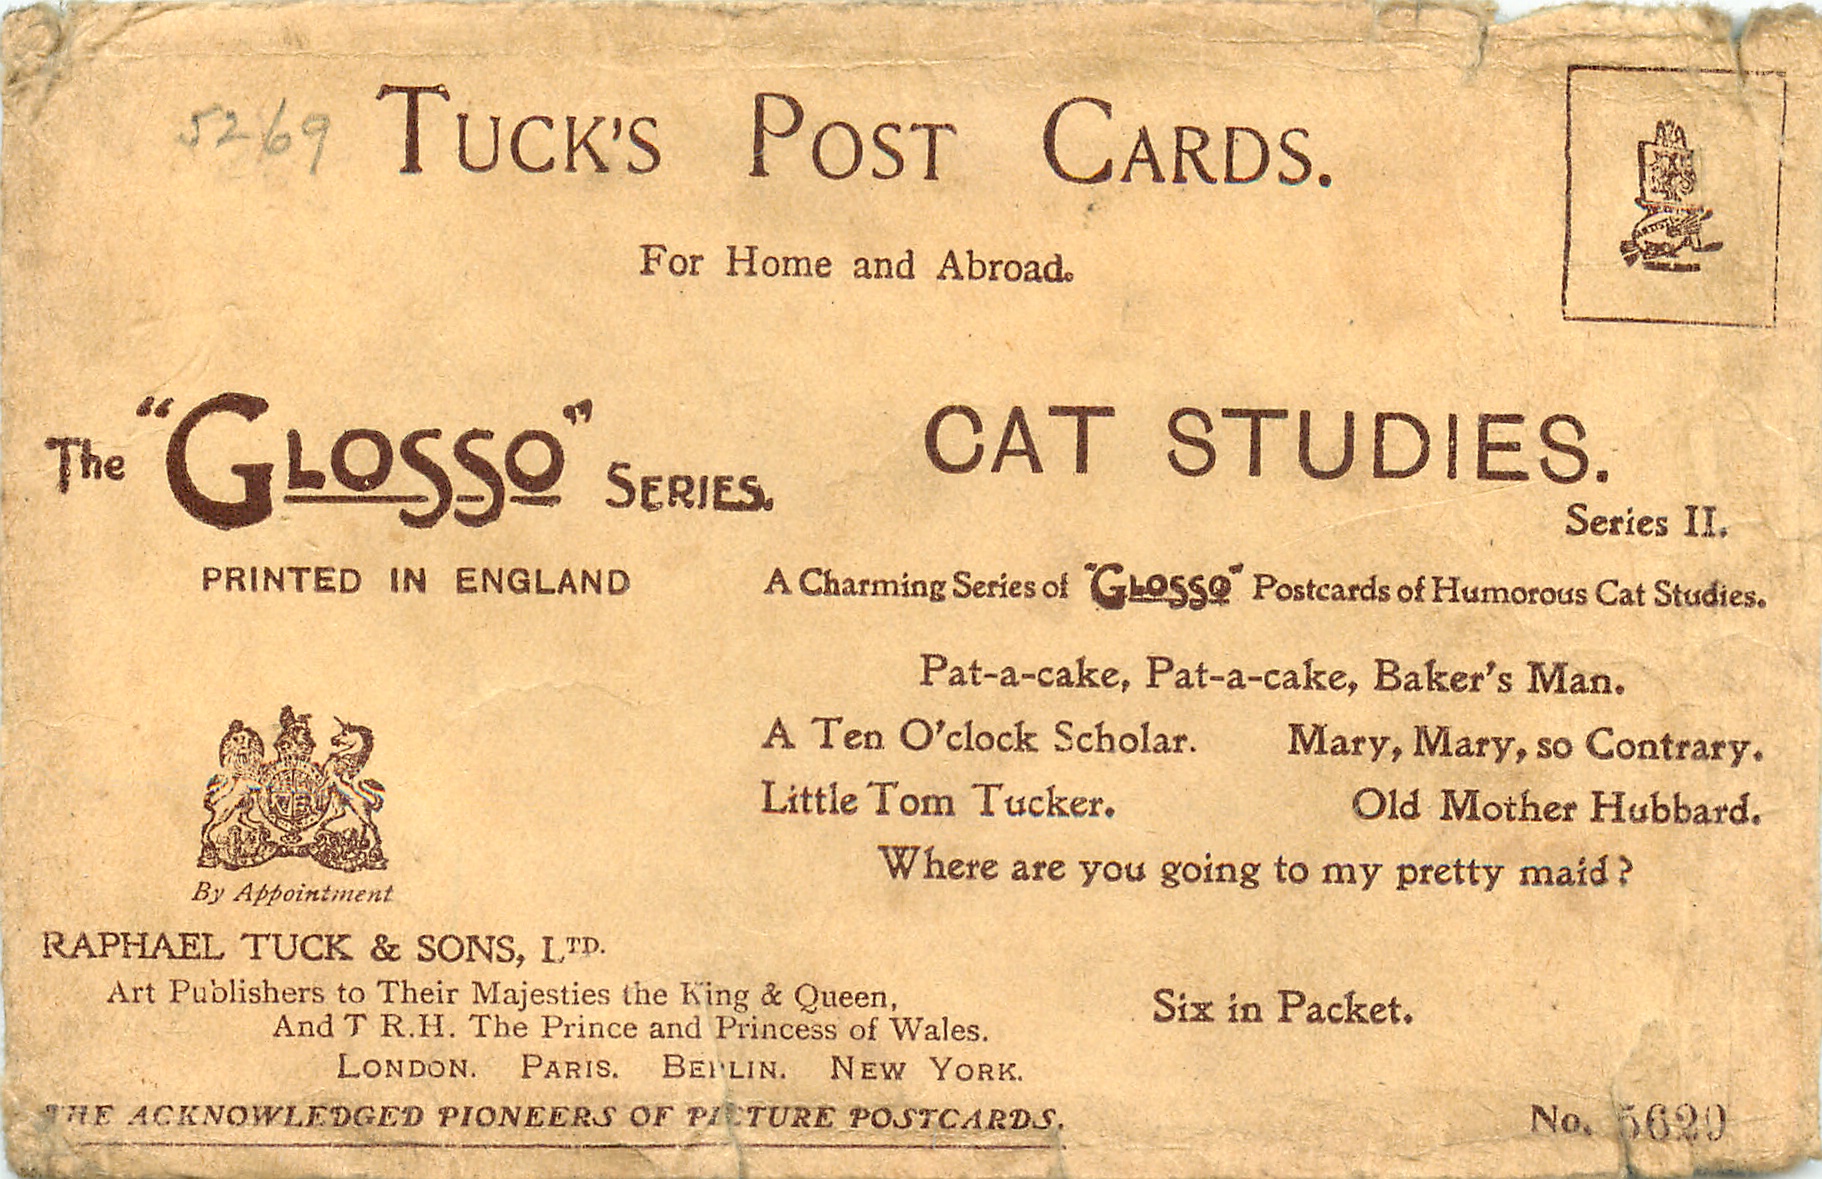 5269
TUCK'S POST CARDS.
For Home and Abroad.
The "GLOSSO" SERIES.
PRINTED IN ENGLAND
CAT STUDIES.
Series II.
A Charming Series of "GLOSSO" Postcards of Humorous Cat Studies.
Pat-a-cake, Pat-a-cake, Baker's Man.
A Ten O'clock Scholar. Mary, Mary, so Contrary.
Little Tom Tucker. Old Mother Hubbard.
Where are you going to my pretty maid?
By Appointment
RAPHAEL TUCK & SONS, LTD.
Art Publishers to Their Majesties the King & Queen,
And T R.H. The Prince and Princess of Wales.
LONDON. PARIS. BERLIN. NEW YORK.
THE ACKNOWLEDGED PIONEERS OF PICTURE POSTCARDS.
Six in Packet.
No. 5629